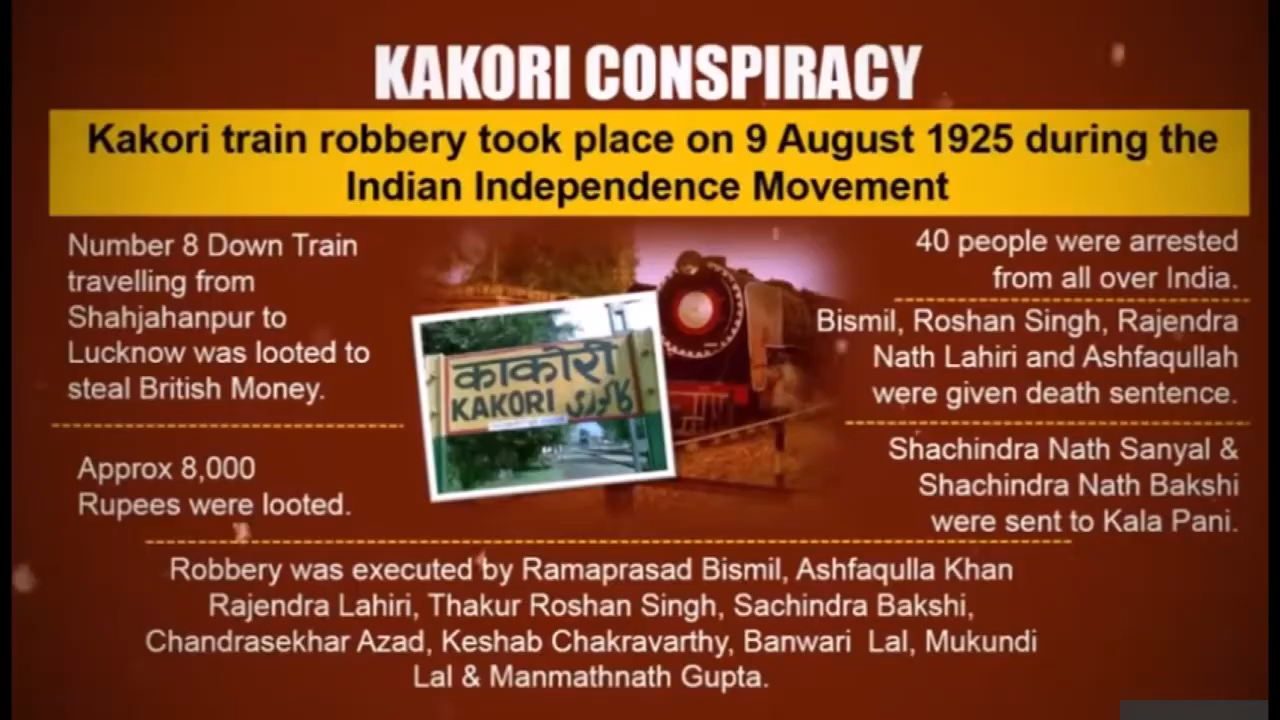 KAKORI CONSPIRACY
Kakori train robbery took place on 9 August 1925 during the
Indian Independence Movement
Number 8 Down Train
travelling from
Shahjahanpur to
Lucknow was looted to
steal British Money.
Approx 8,000
Rupees were looted.
काकोरी
KAKORI کاکوری
40 people were arrested
from all over India.
Bismil, Roshan Singh, Rajendra
Nath Lahiri and Ashfaqullah
were given death sentence.
Shachindra Nath Sanyal &
Shachindra Nath Bakshi
were sent to Kala Pani.
Robbery was executed by Ramaprasad Bismil, Ashfaqulla Khan
Rajendra Lahiri, Thakur Roshan Singh, Sachindra Bakshi,
Chandrasekhar Azad, Keshab Chakravarthy, Banwari Lal, Mukundi
Lal & Manmathnath Gupta.